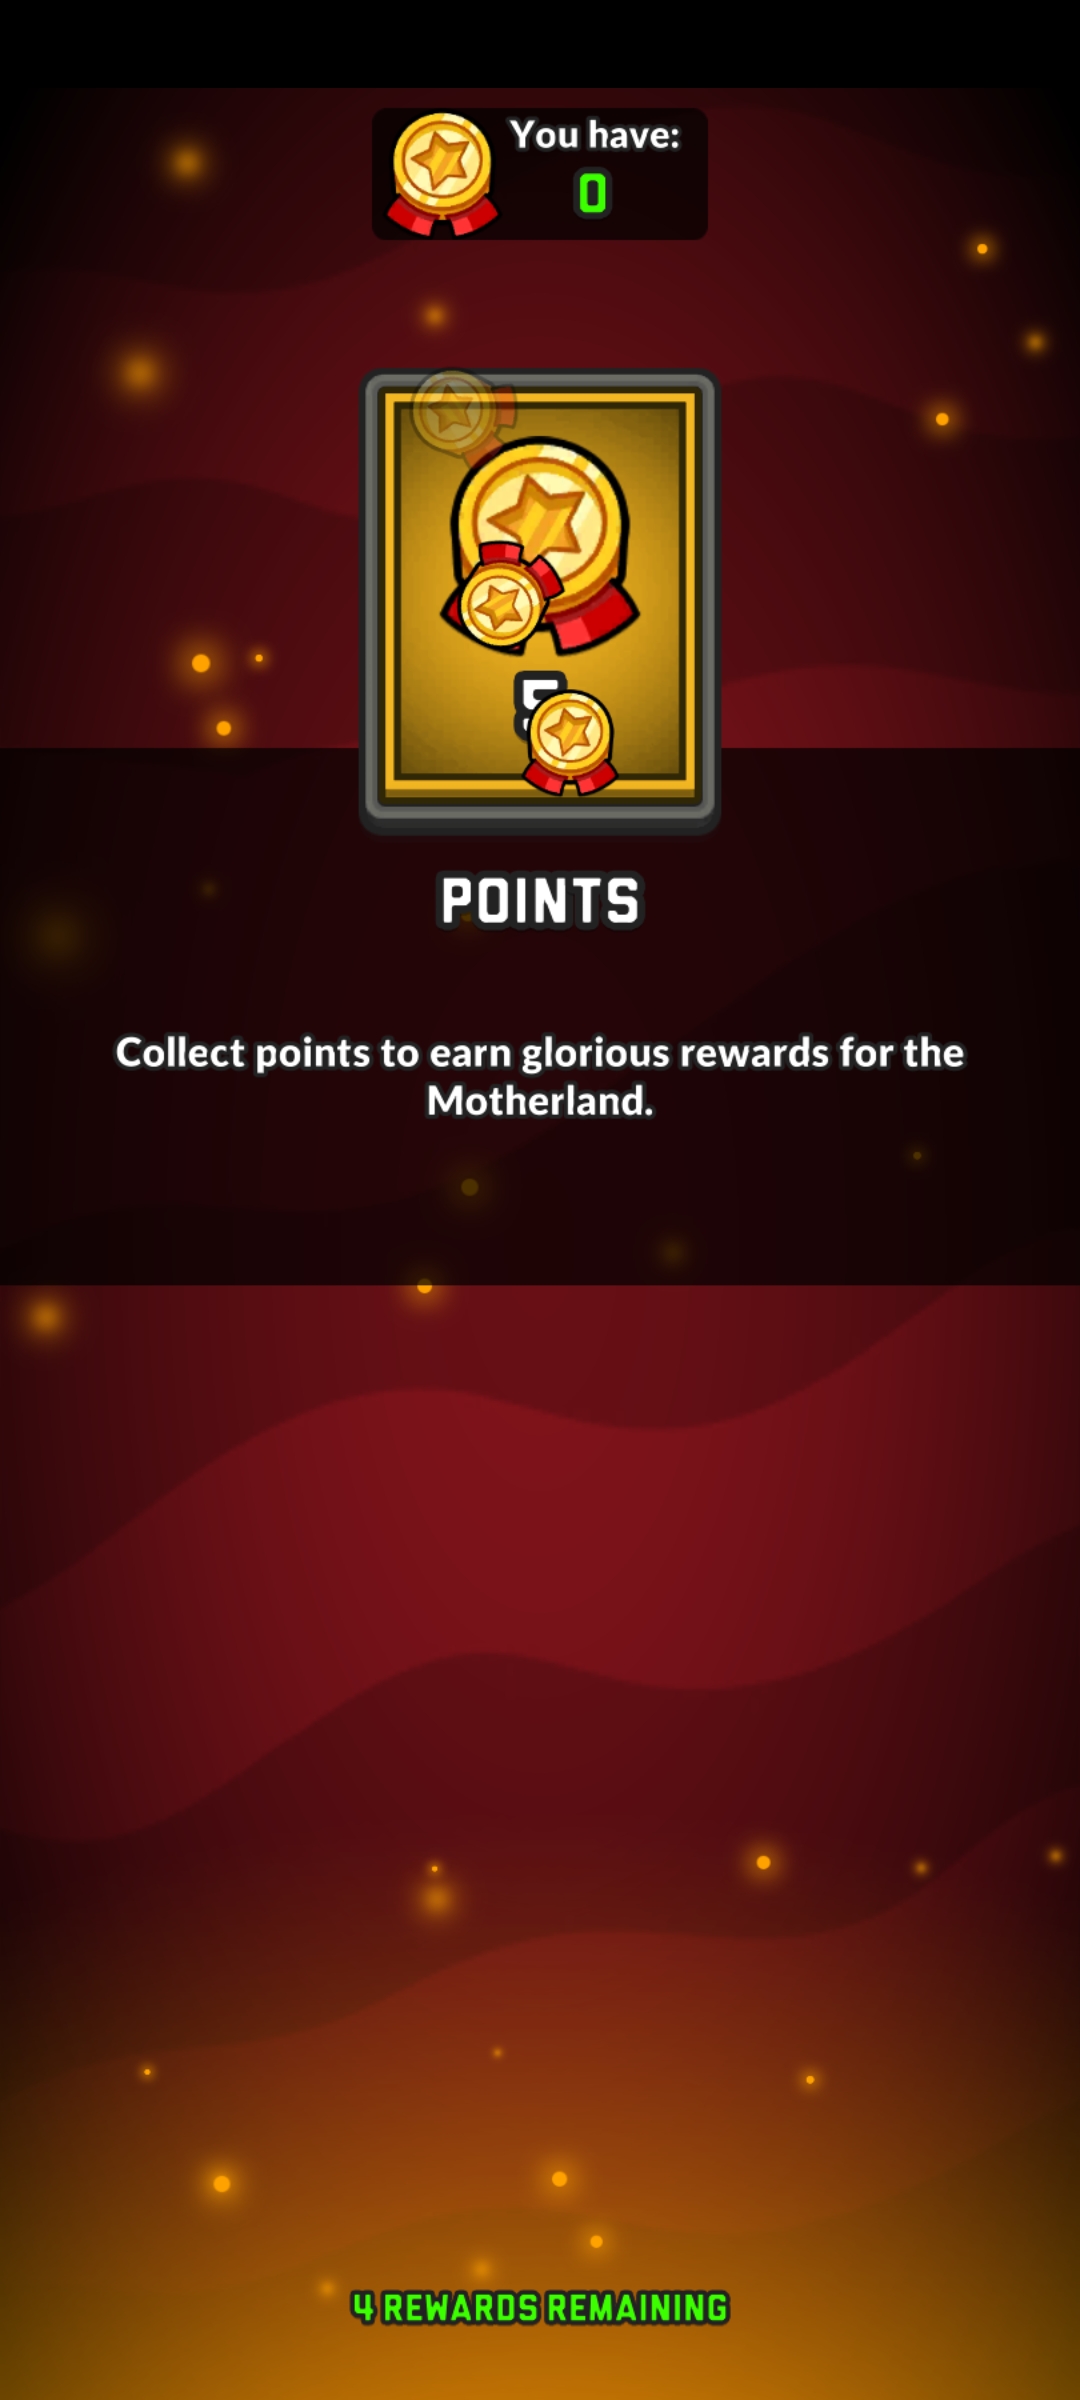 You have:
0
POINTS
Collect points to earn glorious rewards for the
Motherland.
4 REWARDS REMAINING